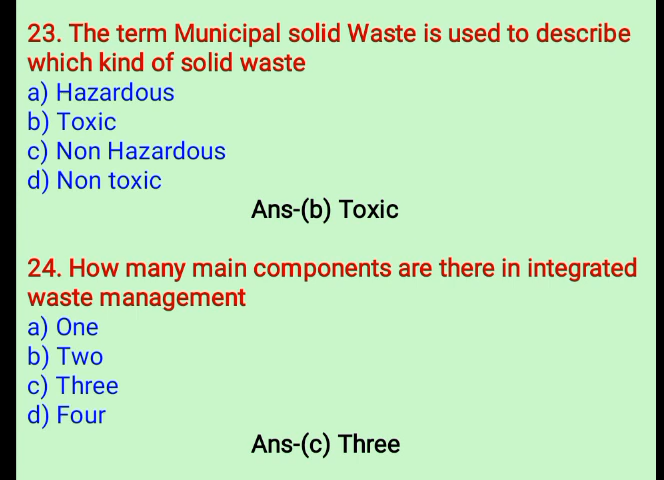 23. The term Municipal solid Waste is used to describe
which kind of solid waste
a) Hazardous
b) Toxic
c) Non Hazardous
d) Non toxic
Ans-(b) Toxic
24. How many main components are there in integrated
waste management
a) One
b) Two
c) Three
d) Four
Ans-(c) Three